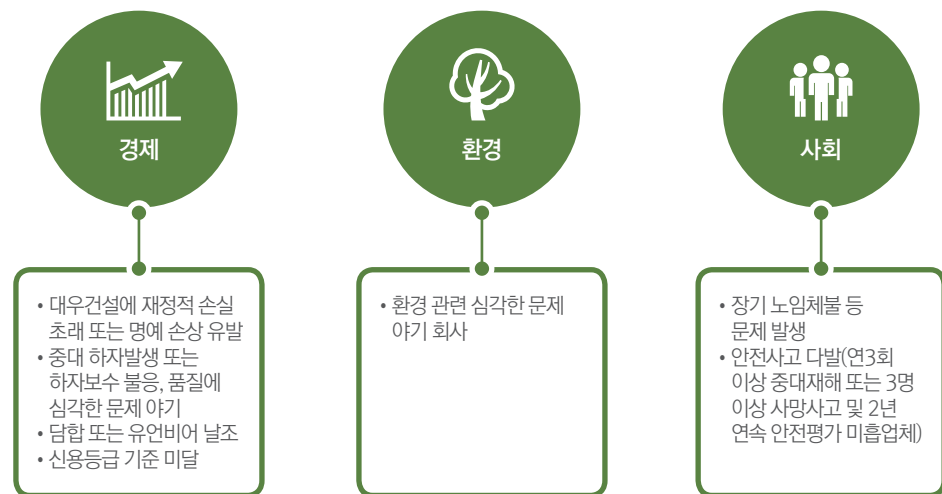 경제
• 대우건설에 재정적 손실
초래 또는 명예 손상 유발
• 중대 하자발생 또는
하자보수 불응, 품질에
심각한 문제 야기
• 담합 또는 유언비어 날조
• 신용등급 기준 미달
환경
• 환경 관련 심각한 문제
야기 회사
사회
• 장기 노임체불 등
문제 발생
• 안전사고 다발(연3회
이상 중대재해 또는 3명
이상 사망사고 및 2년
연속 안전평가 미흡업체)